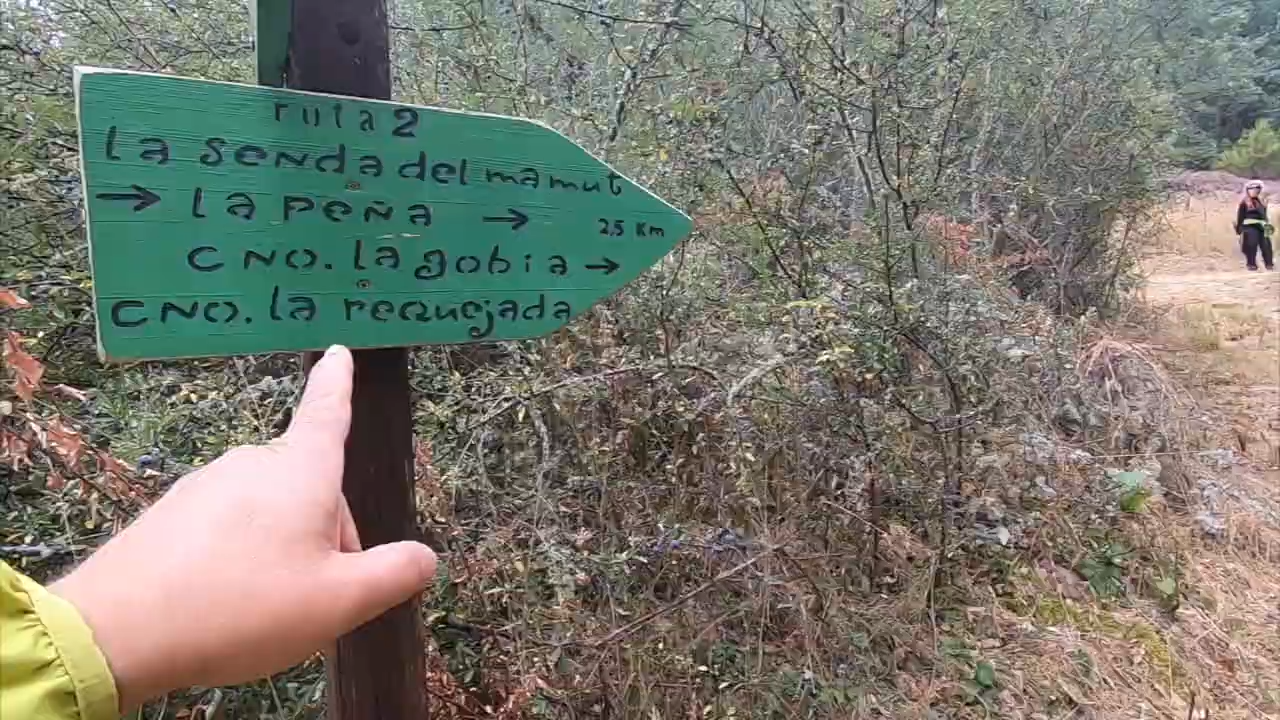 ruta 2
La senda del mamut
→ La Peña → 2,5 Km
CNO. La gobia →
CNO. la requejada